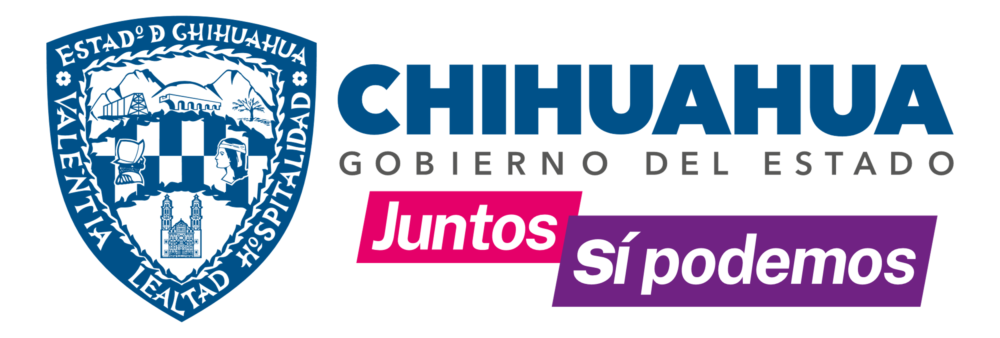 ESTADO D CHIHUAHUA
VALENTIA
LEALTAD
HOSPITALIDAD
CHIHUAHUA
GOBIERNO DEL ESTADO
Juntos
Sí podemos